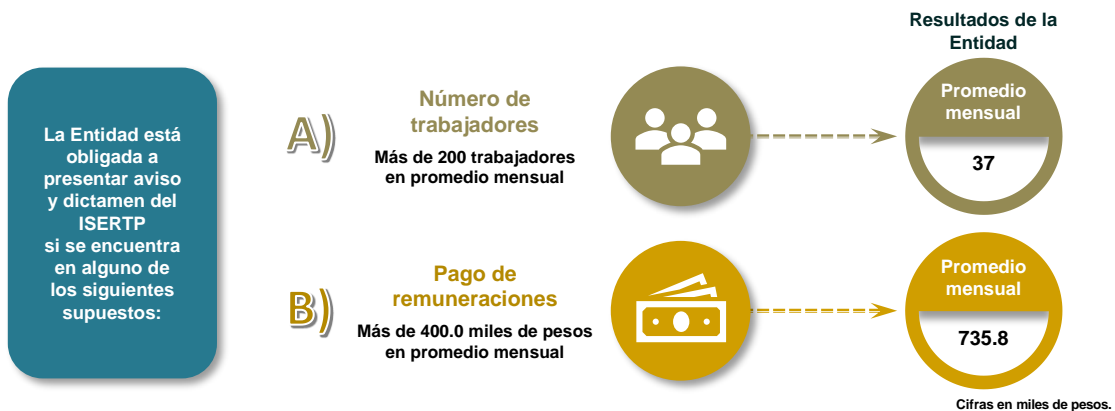 La Entidad está
obligada a
presentar aviso
y dictamen del
ISERTP
si se encuentra
en alguno de
los siguientes
supuestos:
A)
Número de
trabajadores
Más de 200 trabajadores
en promedio mensual
Resultados de la
Entidad
Promedio
mensual
37
B)
Pago de
remuneraciones
Más de 400.0 miles de pesos
en promedio mensual
Promedio
mensual
735.8
Cifras en miles de pesos.